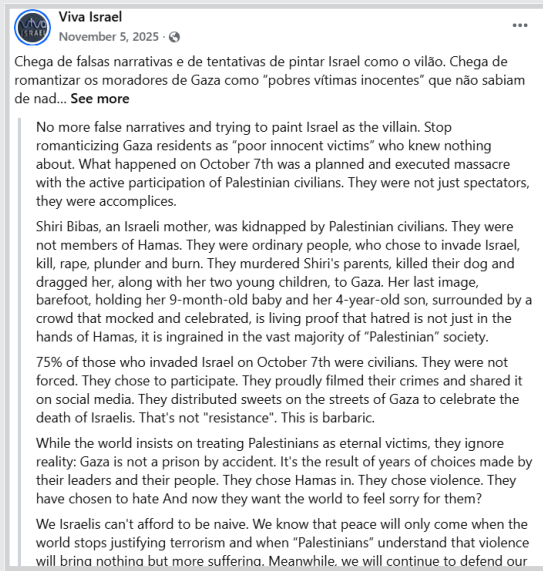 Viva Israel
November 5, 2025
Chega de falsas narrativas e de tentativas de pintar Israel como o vilão. Chega de
romantizar os moradores de Gaza como “pobres vítimas inocentes” que não sabiam
de nad... See more
No more false narratives and trying to paint Israel as the villain. Stop
romanticizing Gaza residents as “poor innocent victims” who knew nothing
about. What happened on October 7th was a planned and executed massacre
with the active participation of Palestinian civilians. They were not just spectators,
they were accomplices.
Shiri Bibas, an Israeli mother, was kidnapped by Palestinian civilians. They were
not members of Hamas. They were ordinary people, who chose to invade Israel,
kill, rape, plunder and burn. They murdered Shiri's parents, killed their dog and
dragged her, along with her two young children, to Gaza. Her last image,
barefoot, holding her 9-month-old baby and her 4-year-old son, surrounded by a
crowd that mocked and celebrated, is living proof that hatred is not just in the
hands of Hamas, it is ingrained in the vast majority of “Palestinian” society.
75% of those who invaded Israel on October 7th were civilians. They were not
forced. They chose to participate. They proudly filmed their crimes and shared it
on social media. They distributed sweets on the streets of Gaza to celebrate the
death of Israelis. That's not "resistance". This is barbaric.
While the world insists on treating Palestinians as eternal victims, they ignore
reality: Gaza is not a prison by accident. It's the result of years of choices made by
their leaders and their people. They chose Hamas in. They chose violence. They
have chosen to hate And now they want the world to feel sorry for them?
We Israelis can't afford to be naive. We know that peace will only come when the
world stops justifying terrorism and when “Palestinians” understand that violence
will bring nothing but more suffering. Meanwhile, we will continue to defend our